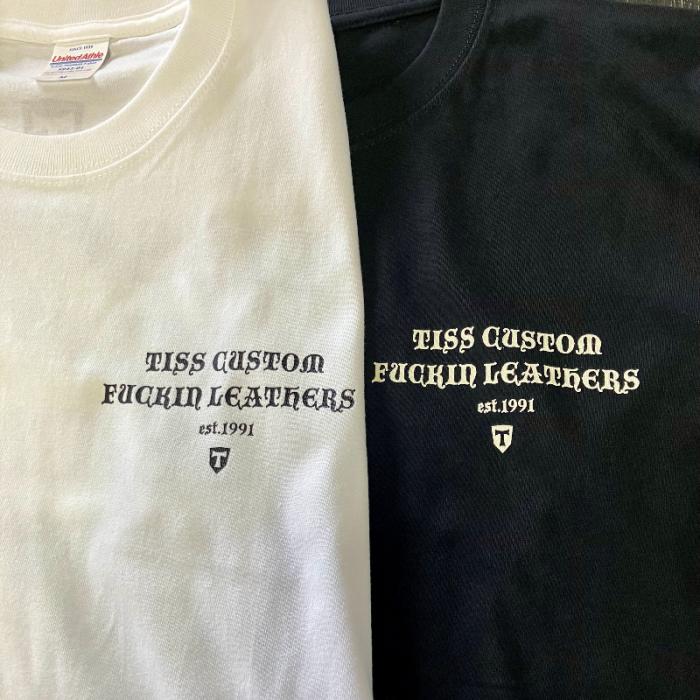 United Athle
M
TISS CUSTOM
FUCKIN LEATHERS
est.1991
T
TISS CUSTOM
FUCKIN LEATHERS
est.1991
T